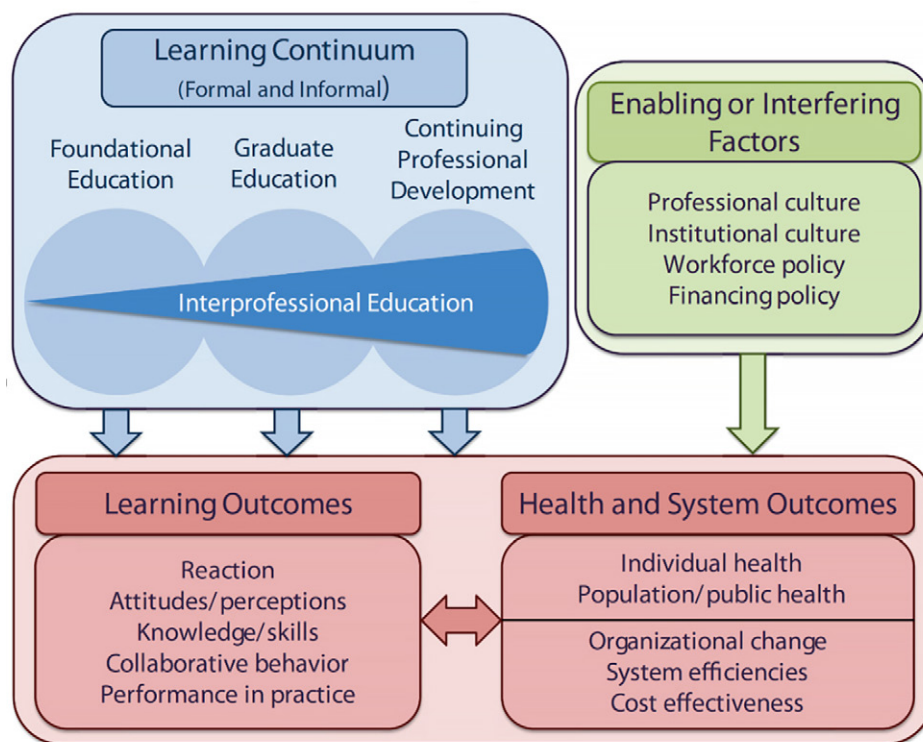 Learning Continuum
(Formal and Informal)
Foundational
Education
Graduate
Education
Continuing
Professional
Development
Interprofessional Education
Enabling or Interfering
Factors
Professional culture
Institutional culture
Workforce policy
Financing policy
Learning Outcomes
Reaction
Attitudes/perceptions
Knowledge/skills
Collaborative behavior
Performance in practice
Health and System Outcomes
Individual health
Population/public health
Organizational change
System efficiencies
Cost effectiveness